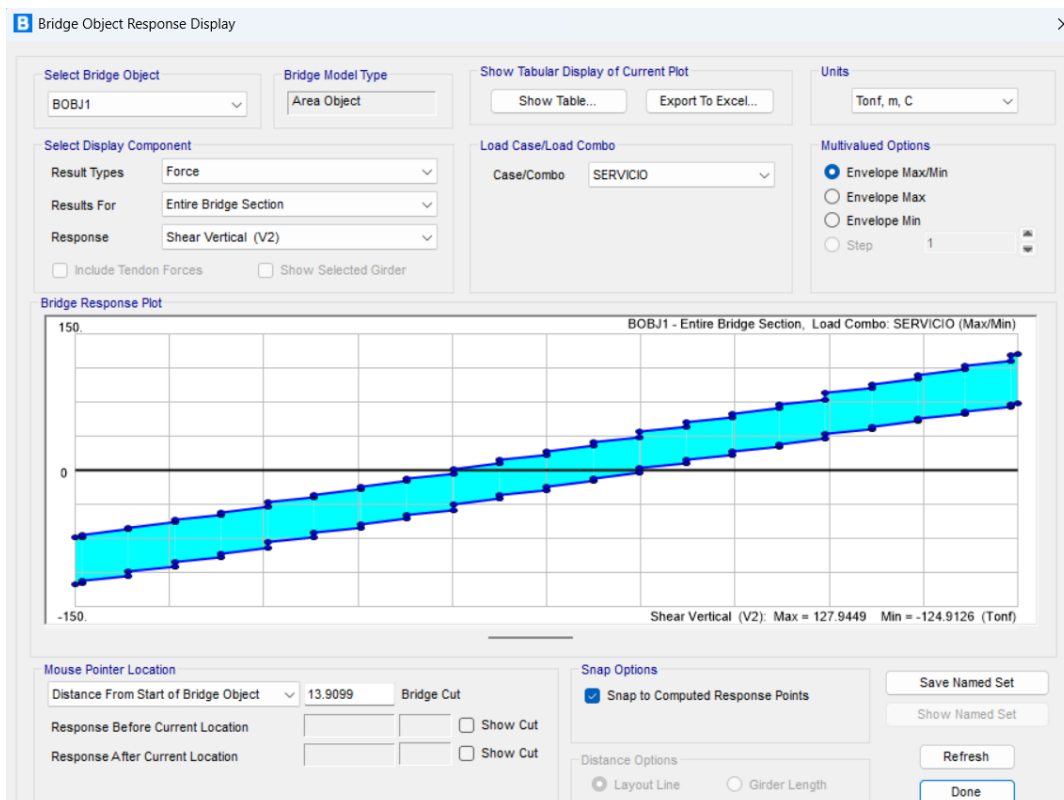 B Bridge Object Response Display
Select Bridge Object
BOBJ1
Bridge Model Type
Area Object
Show Tabular Display of Current Plot
Show Table...
Export To Excel...
Units
Tonf, m, C
Select Display Component
Result Types
Force
Results For
Entire Bridge Section
Response
Shear Vertical (V2)
Include Tendon Forces
Show Selected Girder
Load Case/Load Combo
Case/Combo
SERVICIO
Multivalued Options
Envelope Max/Min
Envelope Max
Envelope Min
Step
1
Bridge Response Plot
150.
BOBJ1 - Entire Bridge Section, Load Combo: SERVICIO (Max/Min)
0
-150.
Shear Vertical (V2): Max = 127.9449 Min = -124.9126 (Tonf)
Mouse Pointer Location
Distance From Start of Bridge Object
13.9099
Bridge Cut
Response Before Current Location
Show Cut
Response After Current Location
Show Cut
Snap Options
Snap to Computed Response Points
Distance Options
Layout Line
Girder Length
Save Named Set
Show Named Set
Refresh
Done